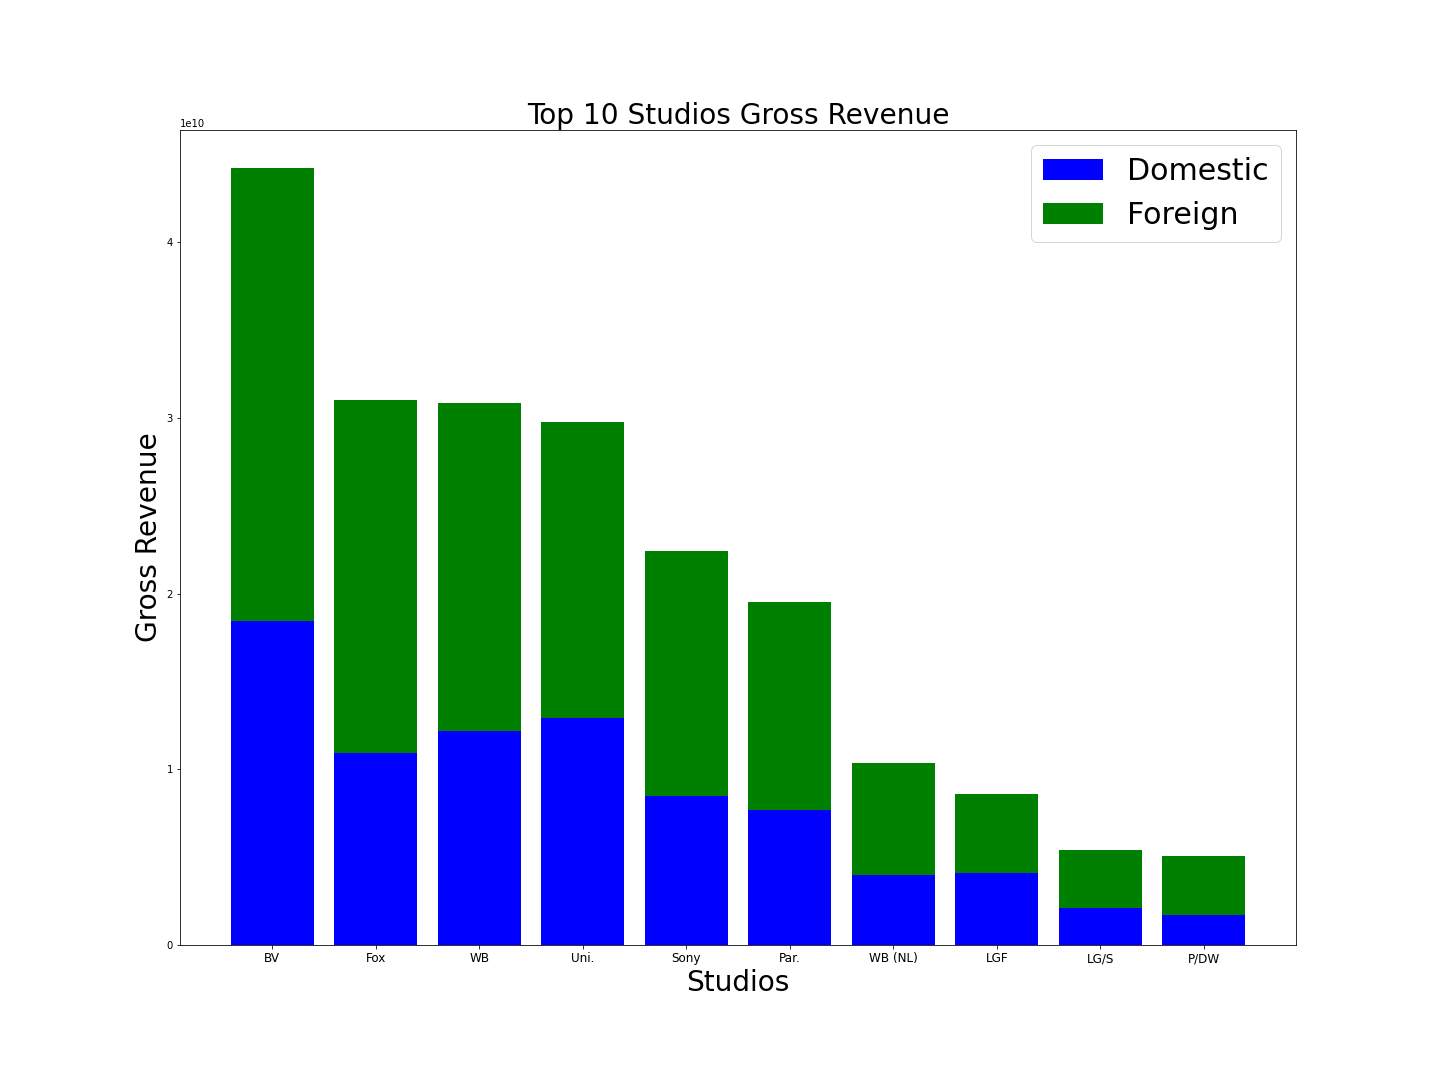 Top 10 Studios Gross Revenue
1e10
Domestic
Foreign
4
3
2
1
0
Gross Revenue
BV Fox WB Uni. Sony Par. WB (NL) LGF LG/S P/DW
Studios